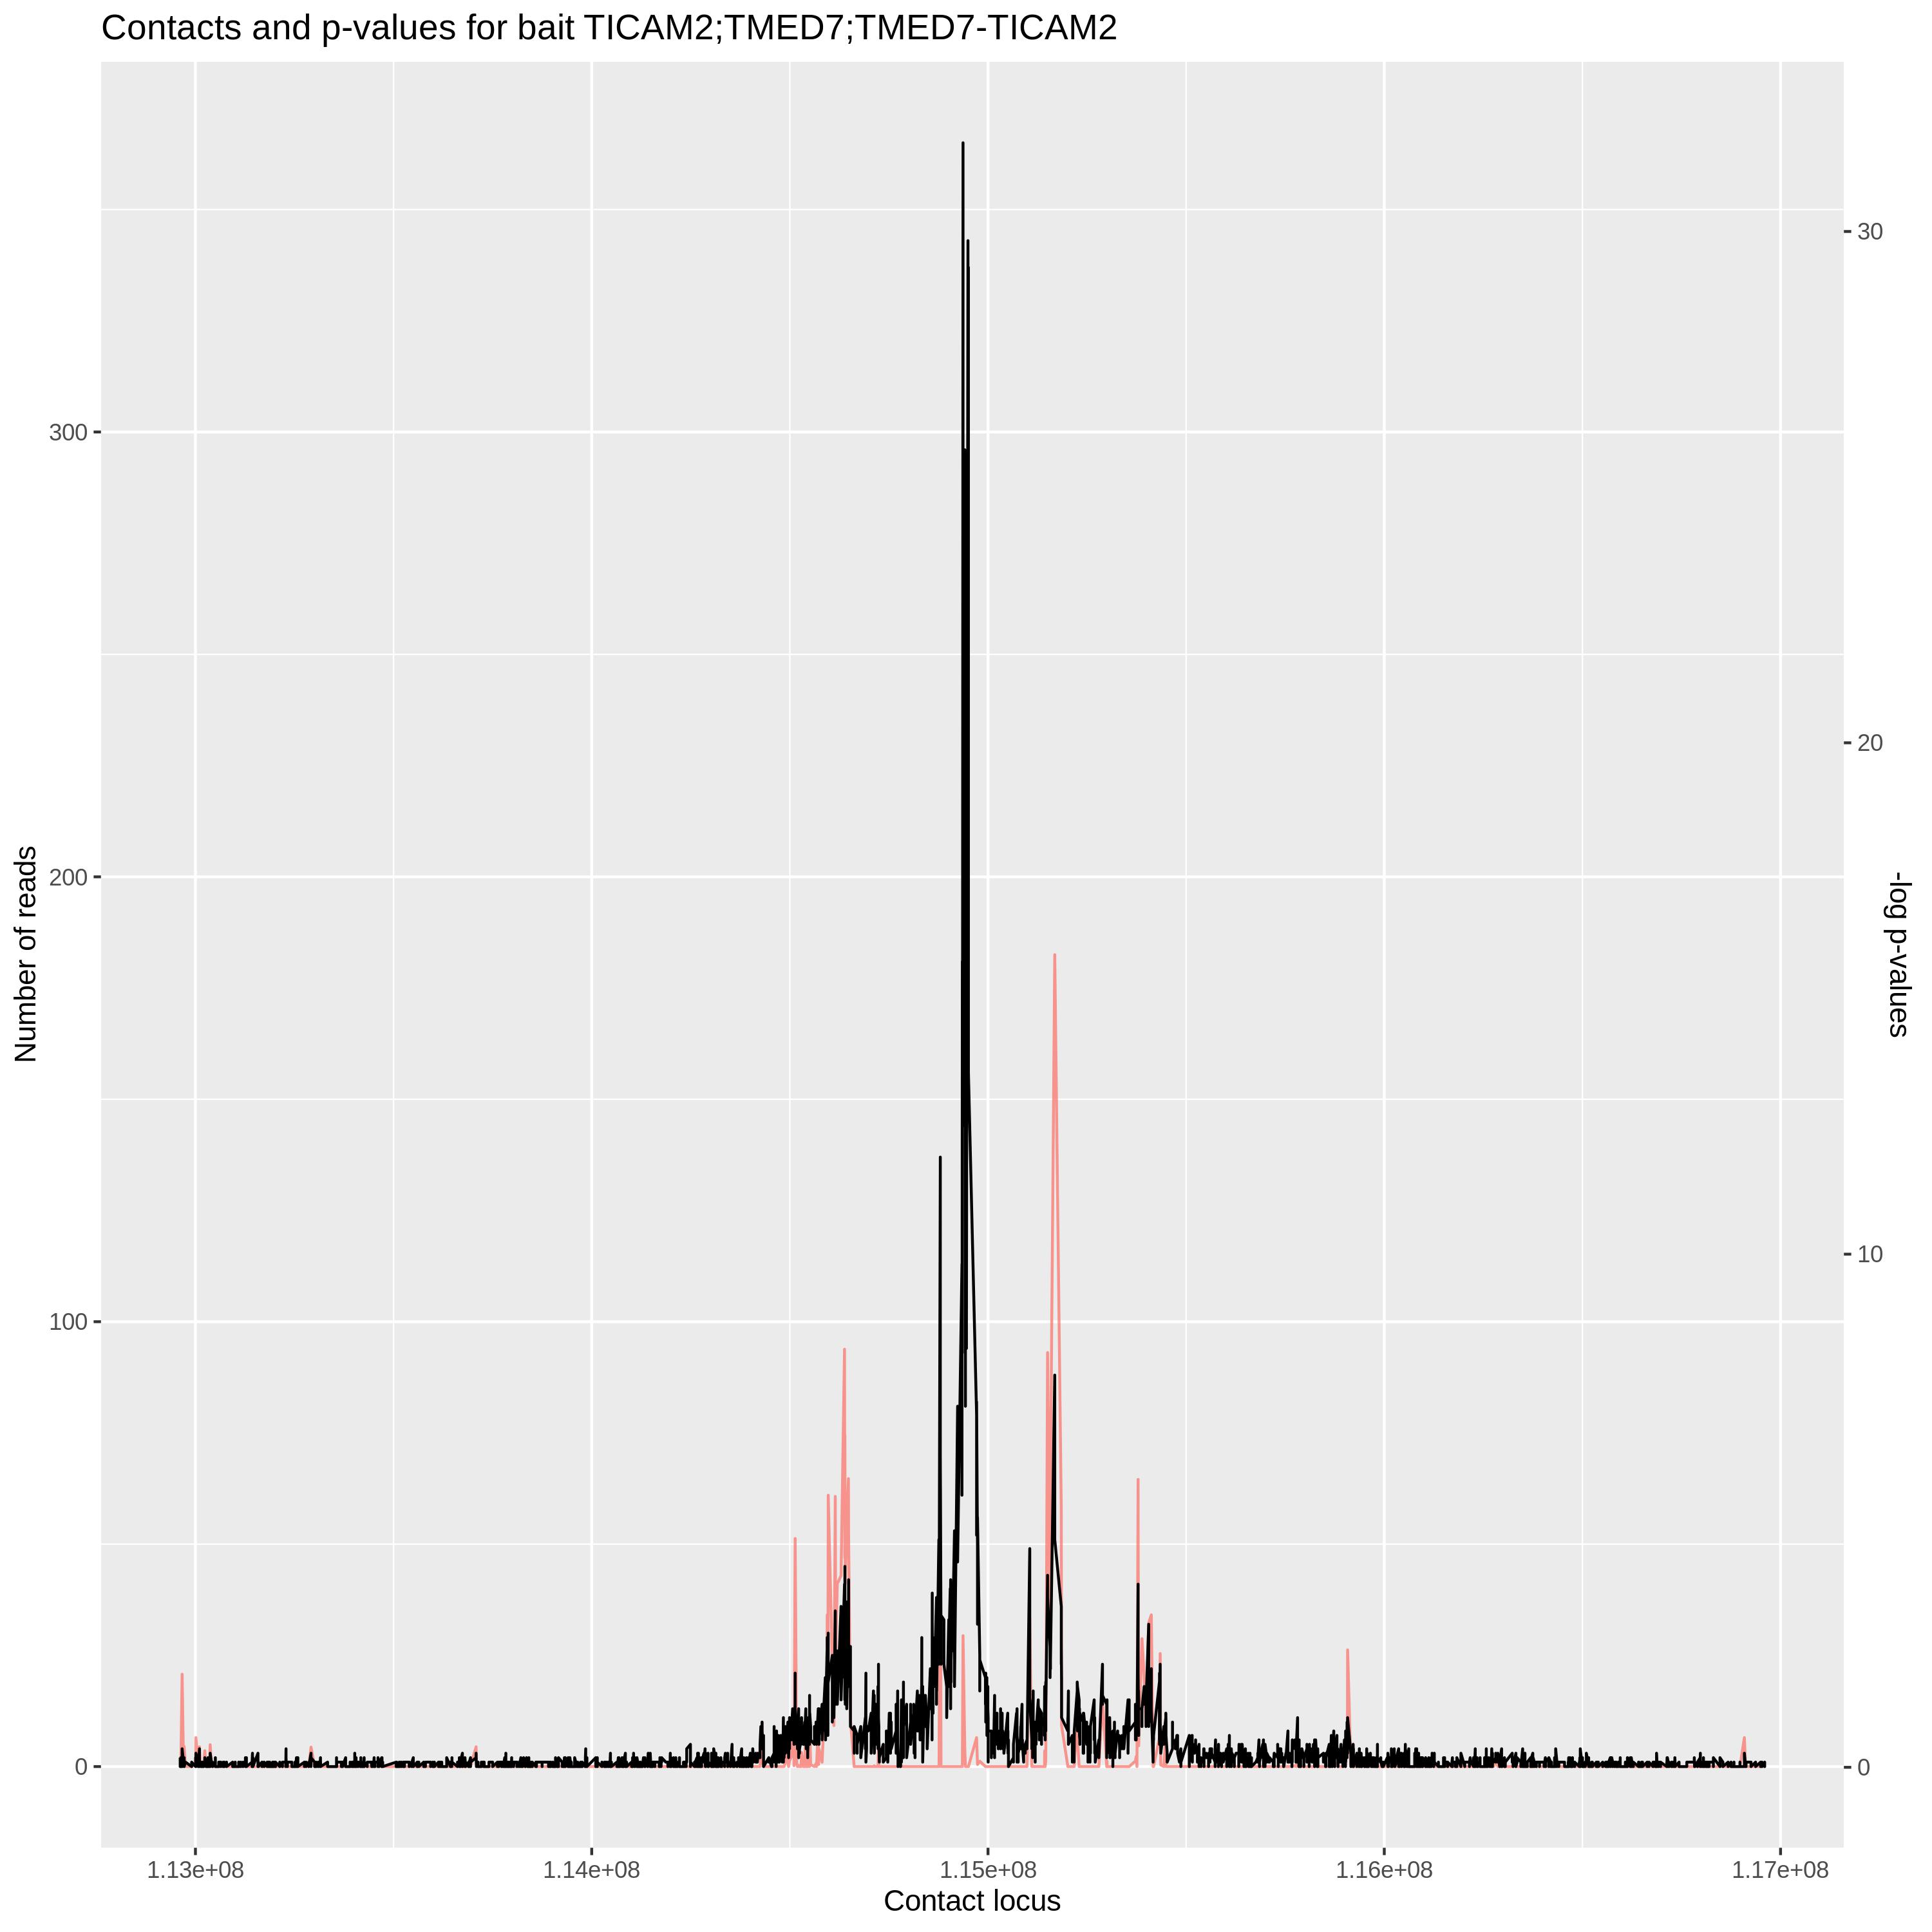 Contacts and p-values for bait TICAM2;TMED7;TMED7-TICAM2
300
200
100
0
Number of reads
30
20
10
0
-log p-values
1.13e+08 1.14e+08 1.15e+08 1.16e+08 1.17e+08
Contact locus